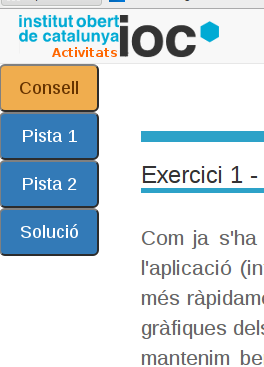 institut obert
de catalunya
Activitats
ioc
Consell
Pista 1
Pista 2
Solució
Exercici 1 -
Com ja s'ha
l'aplicació (in
més ràpidame
gràfiques dels
mantenim be